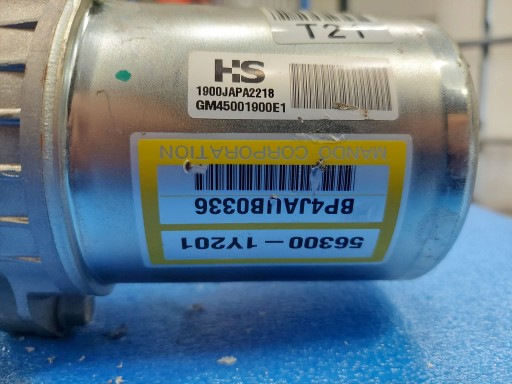 T21
HS
1900JAPA2218
GM45001900E1
56300 - 1Y201
BP4JAUB0336
MANDO CORPORATION